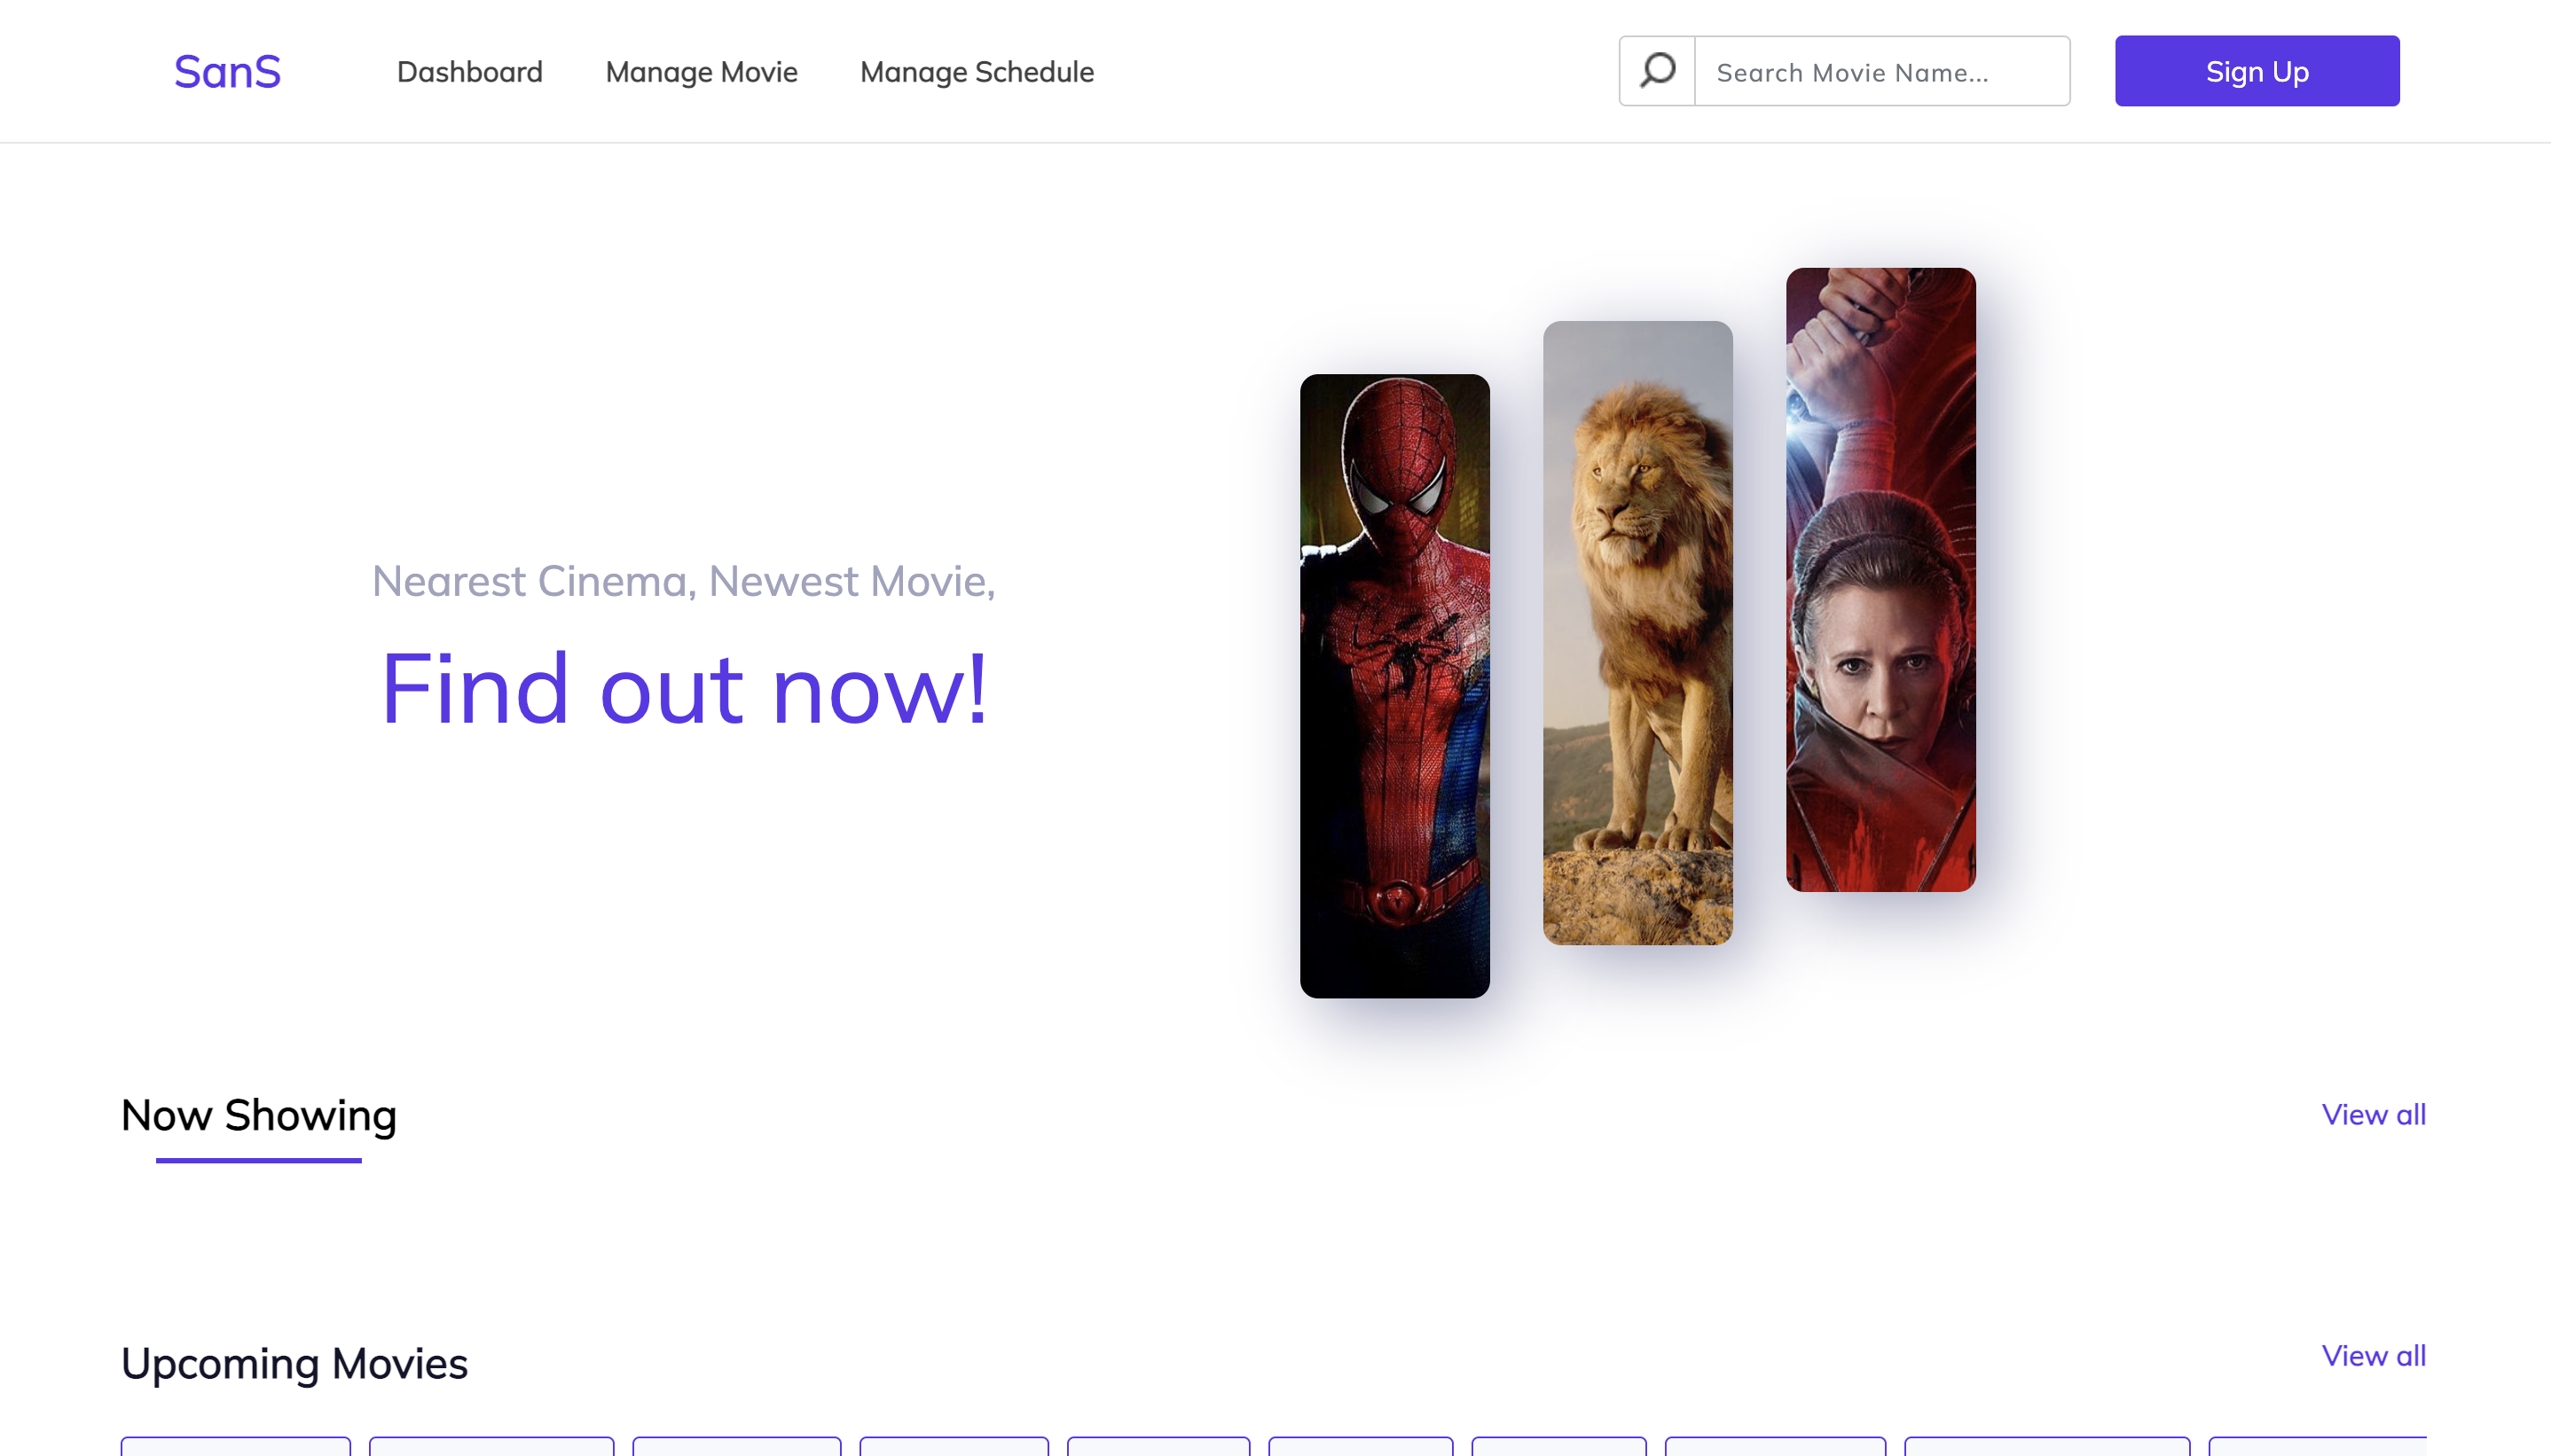 SanS
Dashboard
Manage Movie
Manage Schedule
Search Movie Name...
Sign Up
Nearest Cinema, Newest Movie,
Find out now!
Now Showing
View all
Upcoming Movies
View all